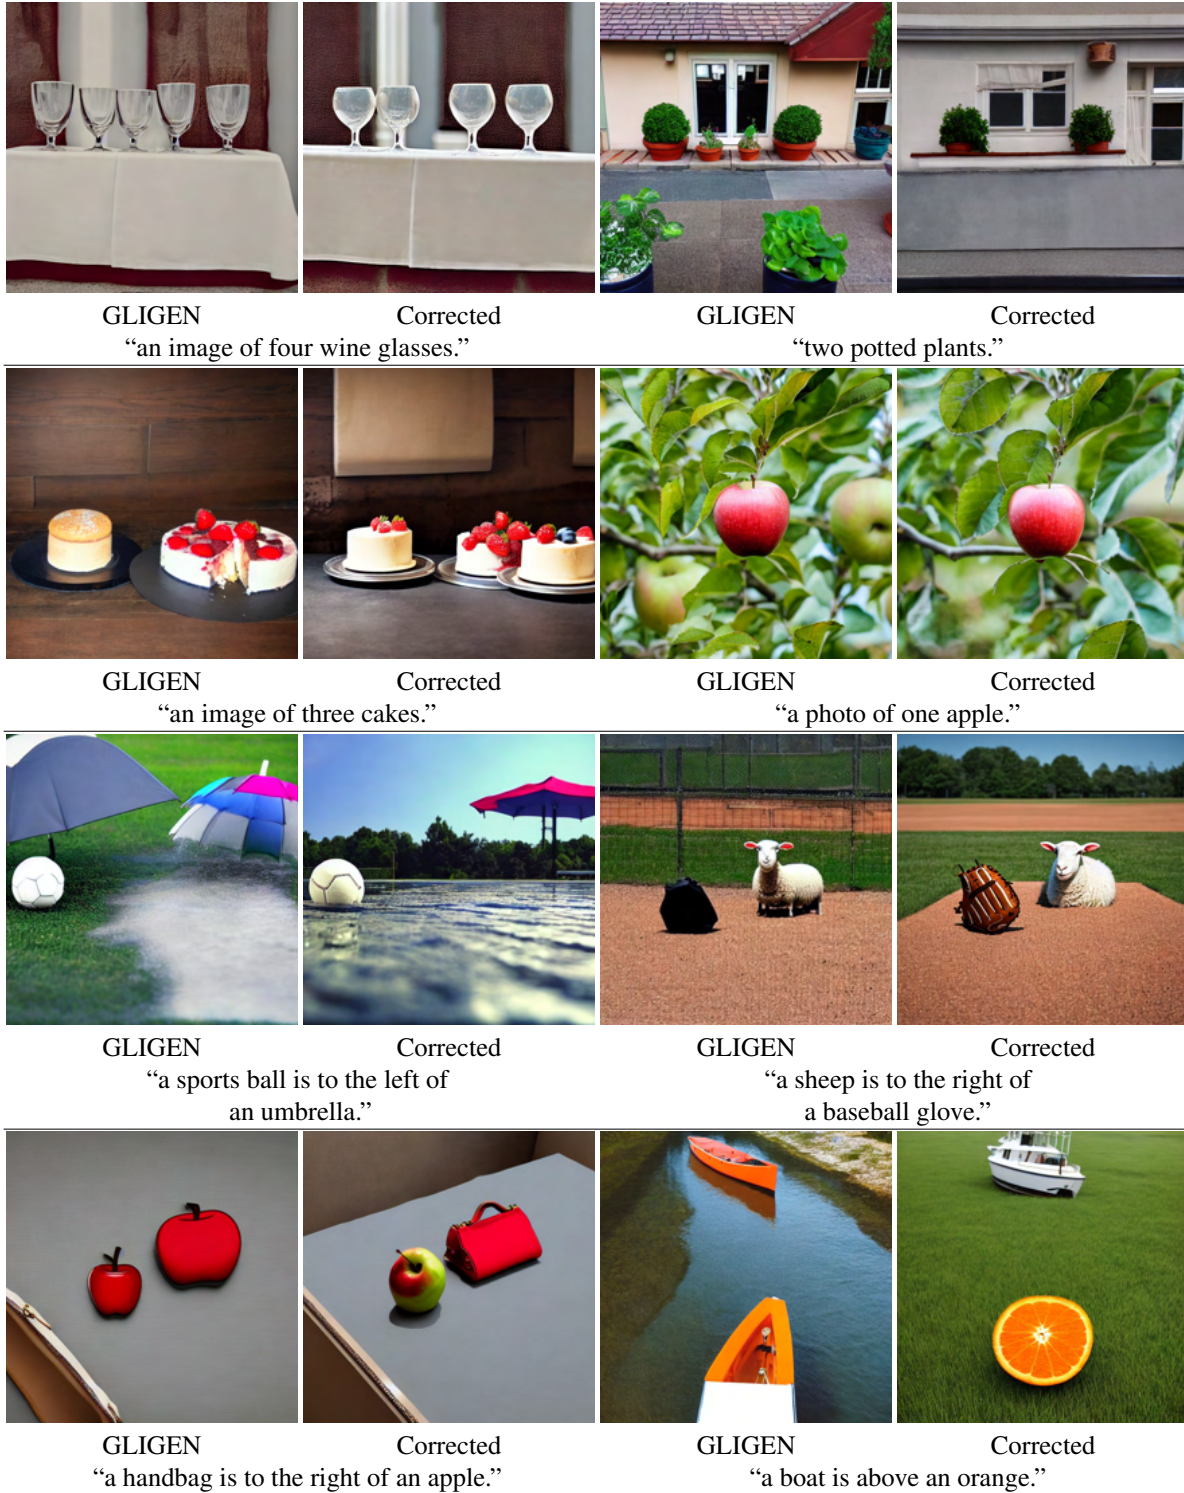 GLIGEN
Corrected
GLIGEN
Corrected
“an image of four wine glasses.”
“two potted plants.”
GLIGEN
Corrected
GLIGEN
Corrected
“an image of three cakes.”
“a photo of one apple.”
GLIGEN
Corrected
GLIGEN
Corrected
“a sports ball is to the left of
an umbrella.”
“a sheep is to the right of
a baseball glove.”
GLIGEN
Corrected
GLIGEN
Corrected
“a handbag is to the right of an apple.”
“a boat is above an orange.”